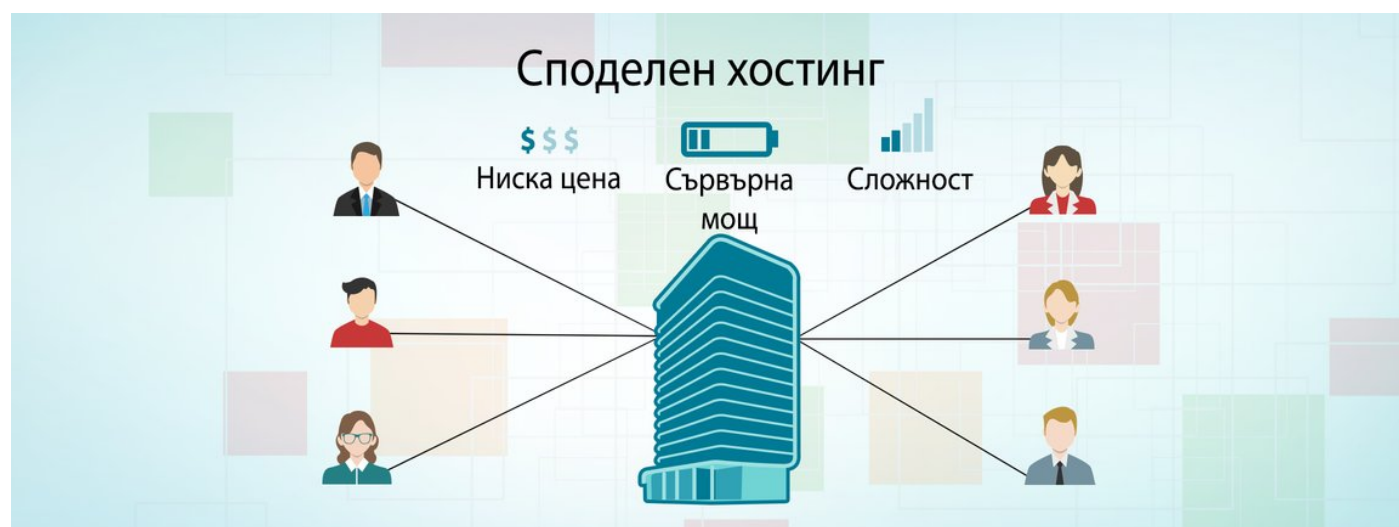 Споделен хостинг
$$$
Ниска цена
Сървърна
мощ
Сложност